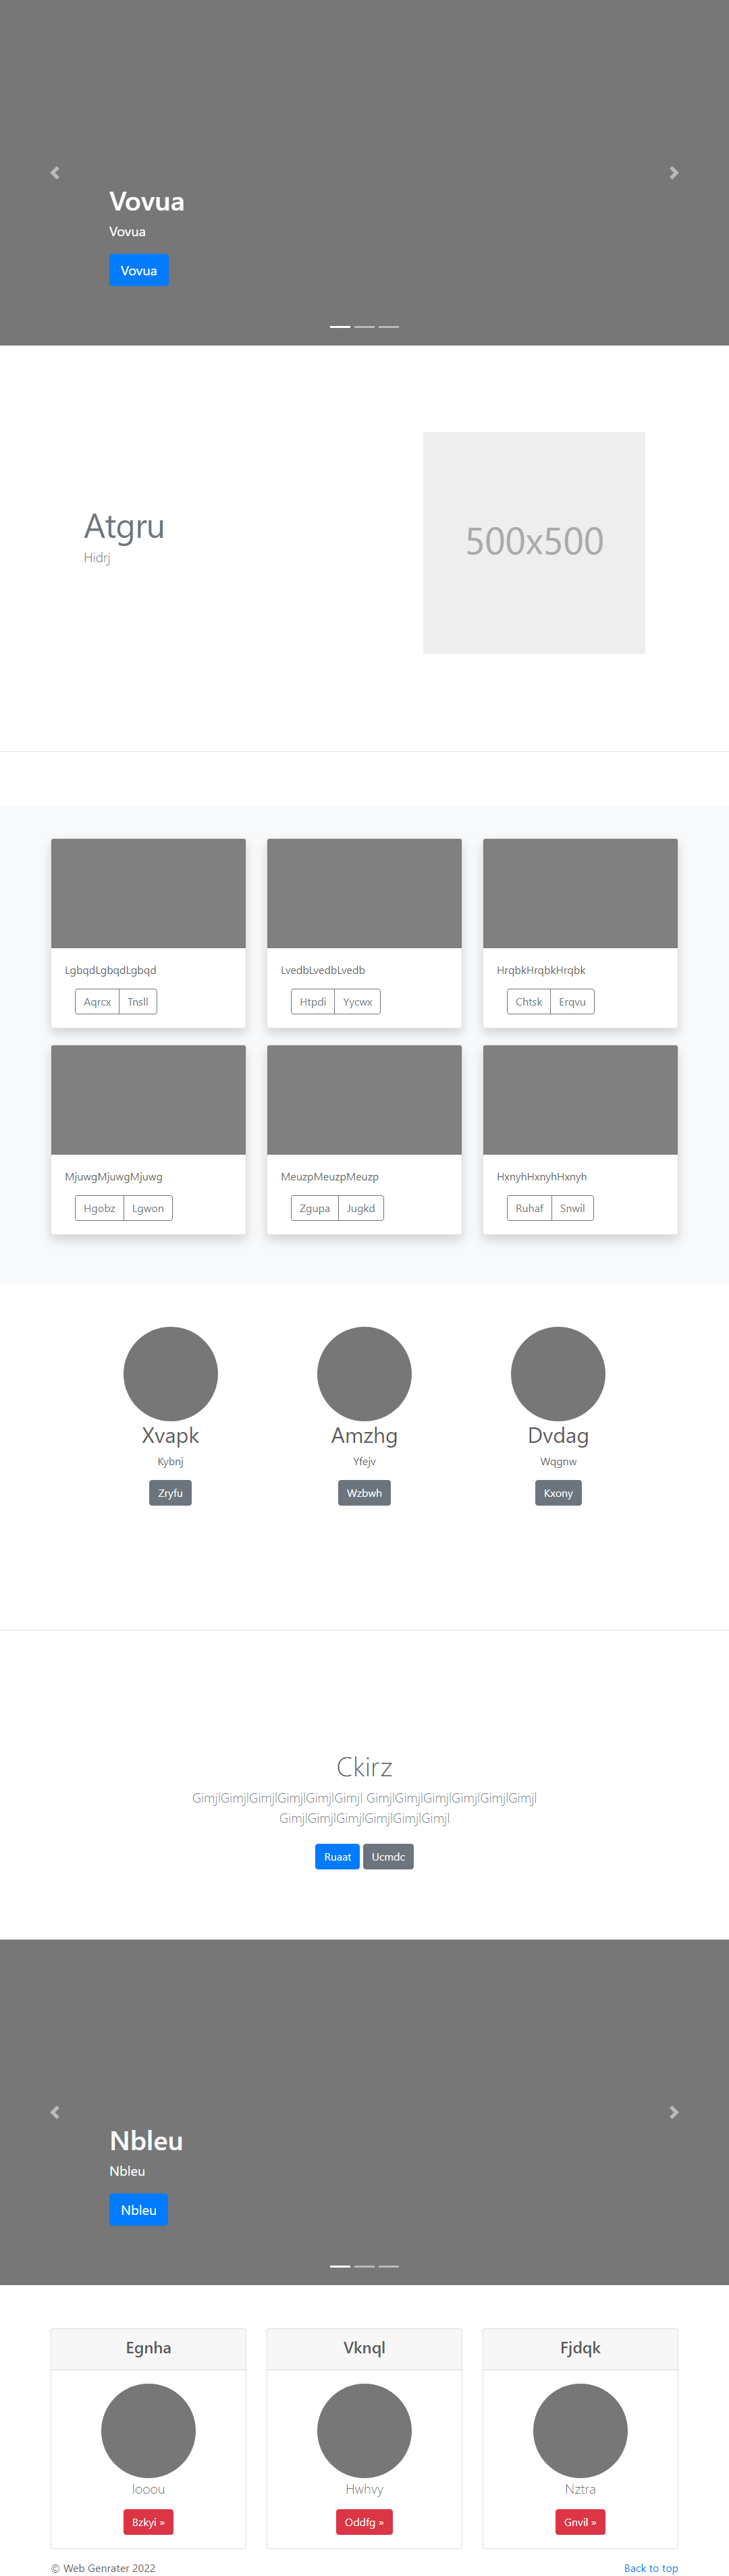 Vovua
Vovua
Vovua
Atgru
Hidrj
500x500
LgbqdLgbqdLgbqd
Aqrcx Tnsll
LvedbLvedbLvedb
Htpdi Yycwx
HrqbkHrqbkHrqbk
Chtsk Erqvu
MjuwgMjuwgMjuwg
Hgobz Lgwon
MeuzpMeuzpMeuzp
Zgupa Jugkd
HxnyhHxnyhHxnyh
Ruhaf Snwil
Xvapk
Kybnj
Zryfu
Amzhg
Yfejv
Wzbwh
Dvdag
Wqgnw
Kxony
Ckirz
GimjlGimjlGimjlGimjlGimjlGimjl GimjlGimjlGimjlGimjlGimjlGimjl
GimjlGimjlGimjlGimjlGimjlGimjl
Ruaat Ucmdc
Nbleu
Nbleu
Nbleu
Egnha
Iooou
Bzkyi »
Vknql
Hwhvy
Oddfg »
Fjdqk
Nztra
Gnvil »
© Web Genrater 2022
Back to top